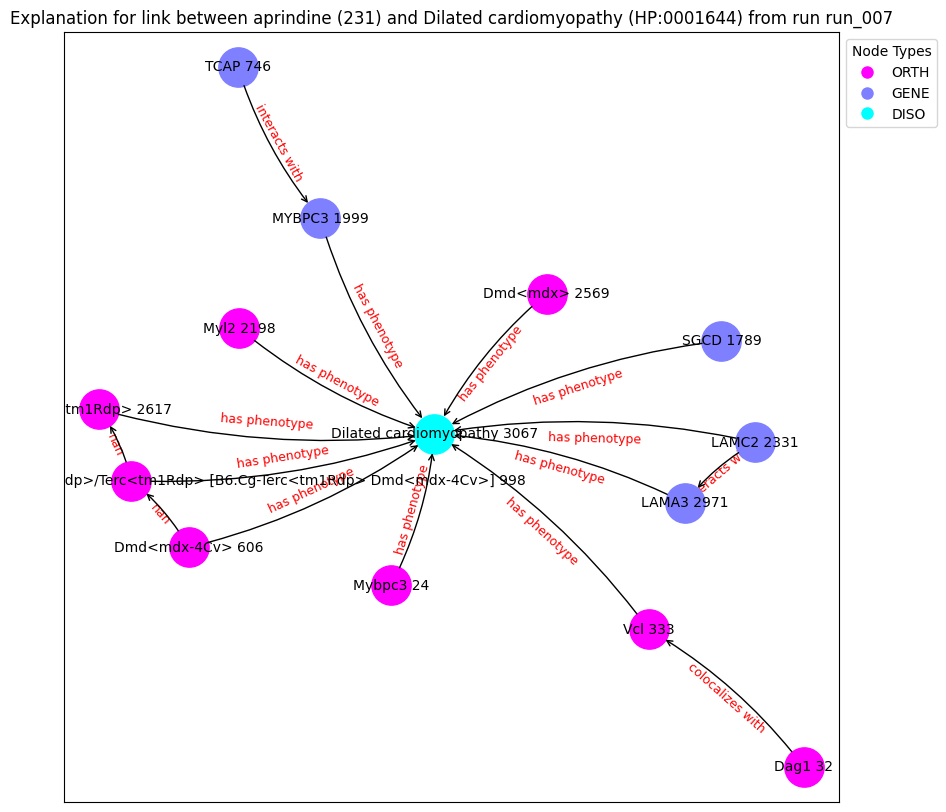 Explanation for link between aprindine (231) and Dilated cardiomyopathy (HP:0001644) from run run_007
Node Types
ORTH
GENE
DISO
TCAP 746
interacts with
MYBPC3 1999
has phenotype
Dmd<mdx> 2569
has phenotype
Myl2 2198
has phenotype
SGCD 1789
has phenotype
tm1Rdp> 2617
has phenotype
Dilated cardiomyopathy 3067
has phenotype
LAMC2 2331
nan
has phenotype
has phenotype
eracts w
dp>/Terc<tm1Rdp> [B6.Cg-Terc<tm1Rdp> Dmd<mdx-4Cv>] 998
has phenotype
LAMA3 2971
nan
has phenotype
has phenotype
Dmd<mdx-4Cv> 606
Mybpc3 24
Vcl 333
colocalizes with
Dag1 32